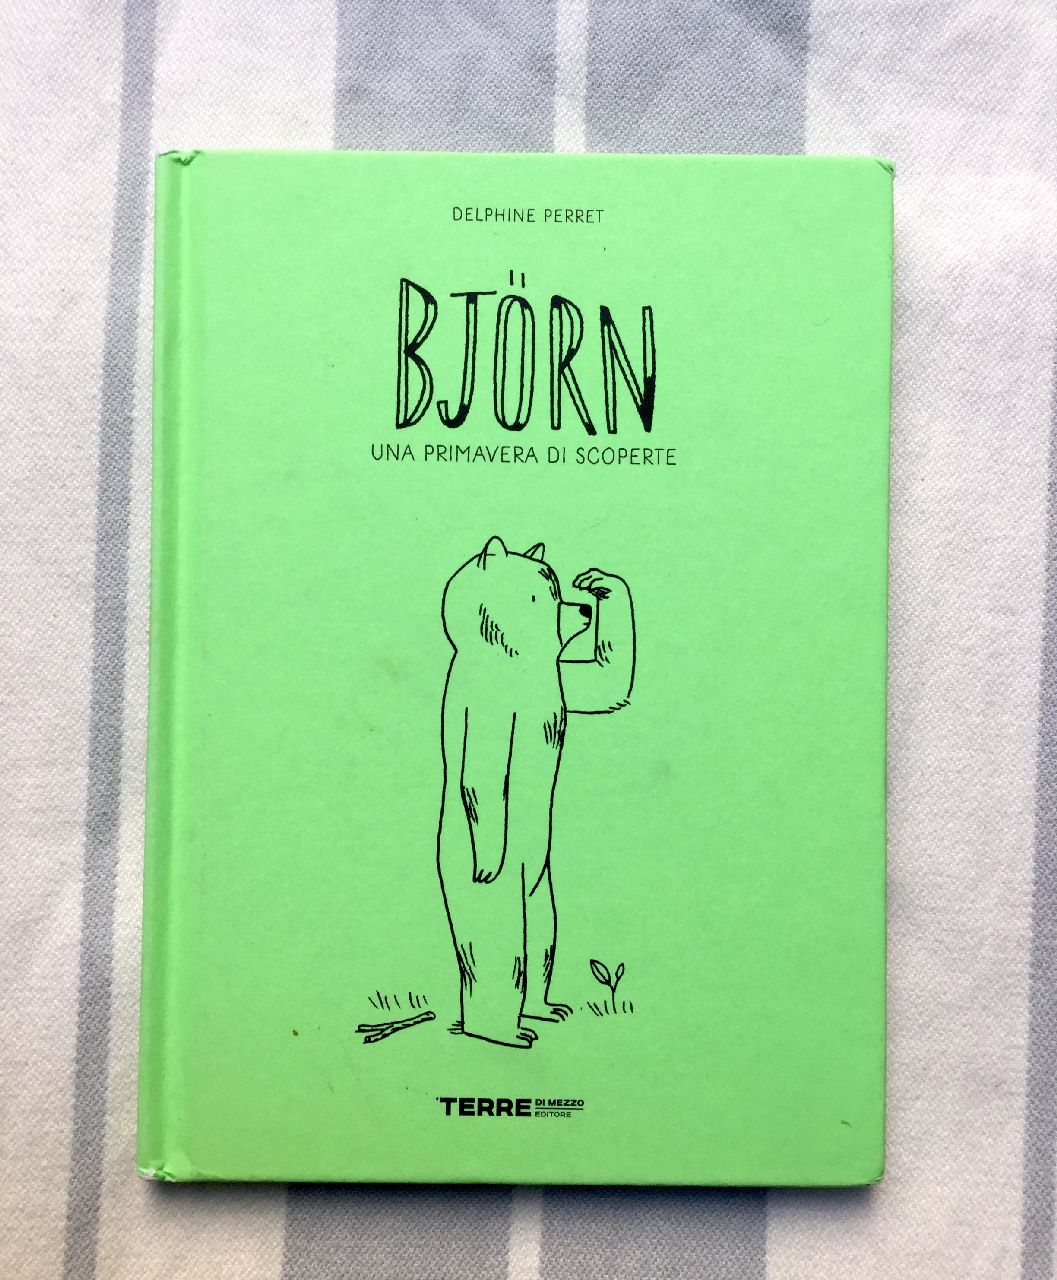 DELPHINE PERRET
BJÖRN
UNA PRIMAVERA DI SCOPERTE
TERRE DI MEZZO
EDITORE